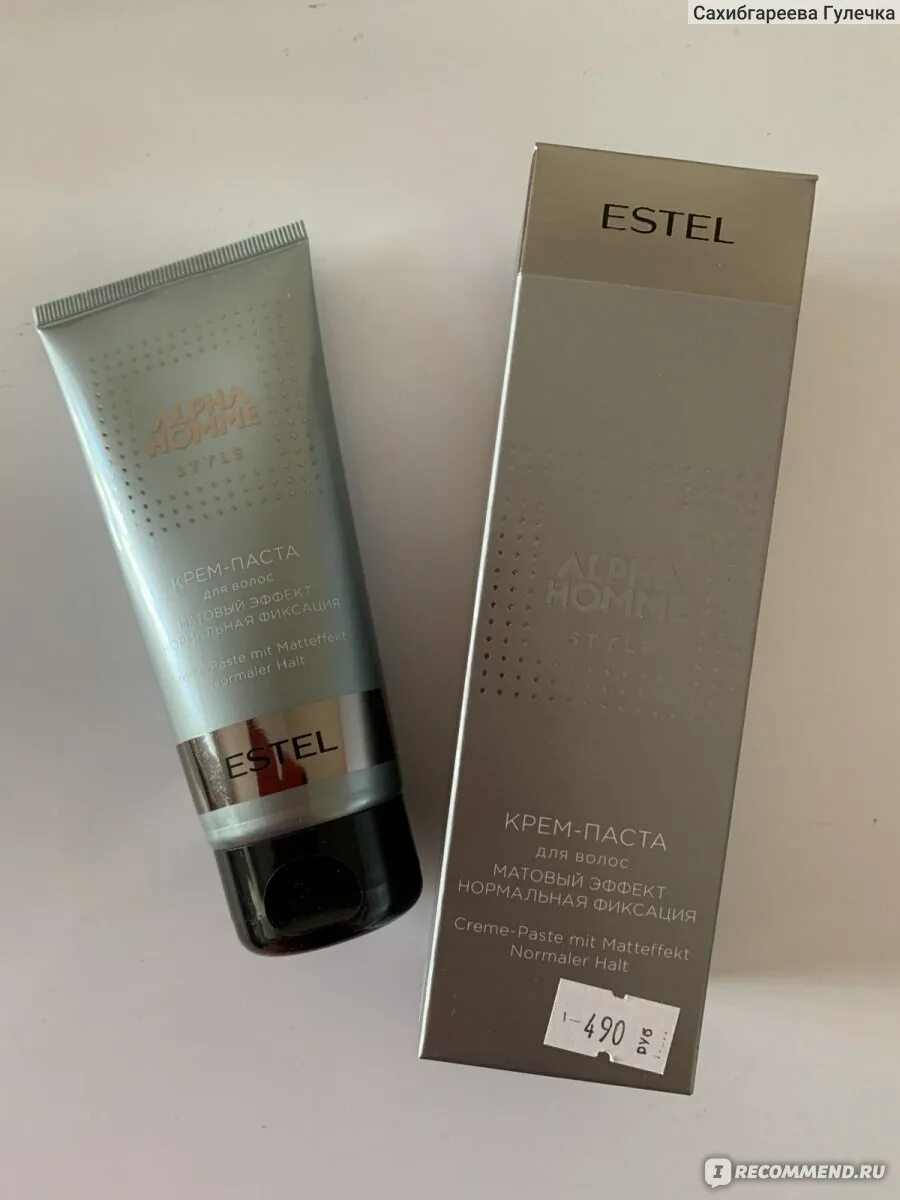 Сахибгареева Гулечка
ALPHA
HOMME
STYLE
КРЕМ-ПАСТА
для волос
МАТОВЫЙ ЭФФЕКТ
НОРМАЛЬНАЯ ФИКСАЦИЯ
Creme-Paste mit Matteffekt
Normaler Halt
ESTEL
ESTEL
ALPHA
HOMME
STYLE
КРЕМ-ПАСТА
для волос
МАТОВЫЙ ЭФФЕКТ
НОРМАЛЬНАЯ ФИКСАЦИЯ
Creme-Paste mit Matteffekt
Normaler Halt
490
руб
IRECOMMEND.RU